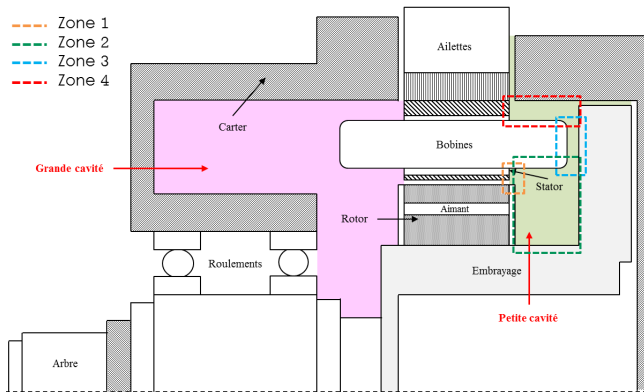 Zone 1
Zone 2
Zone 3
Zone 4
Ailettes
Carter
Bobines
Grande cavité
Stator
Aimant
Rotor
Roulements
Embrayage
Petite cavité
Arbre